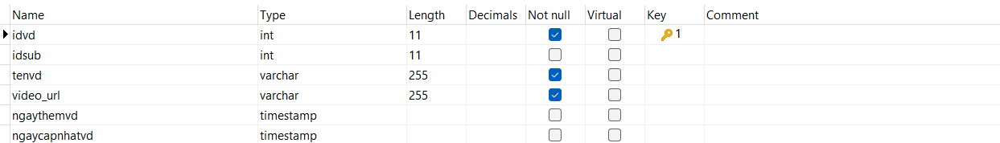 Name Type Length Decimals Not null Virtual Key Comment
idvd int 11 1
idsub int 11
tenvd varchar 255
video_url varchar 255
ngaythemvd timestamp
ngaycapnhatvd timestamp